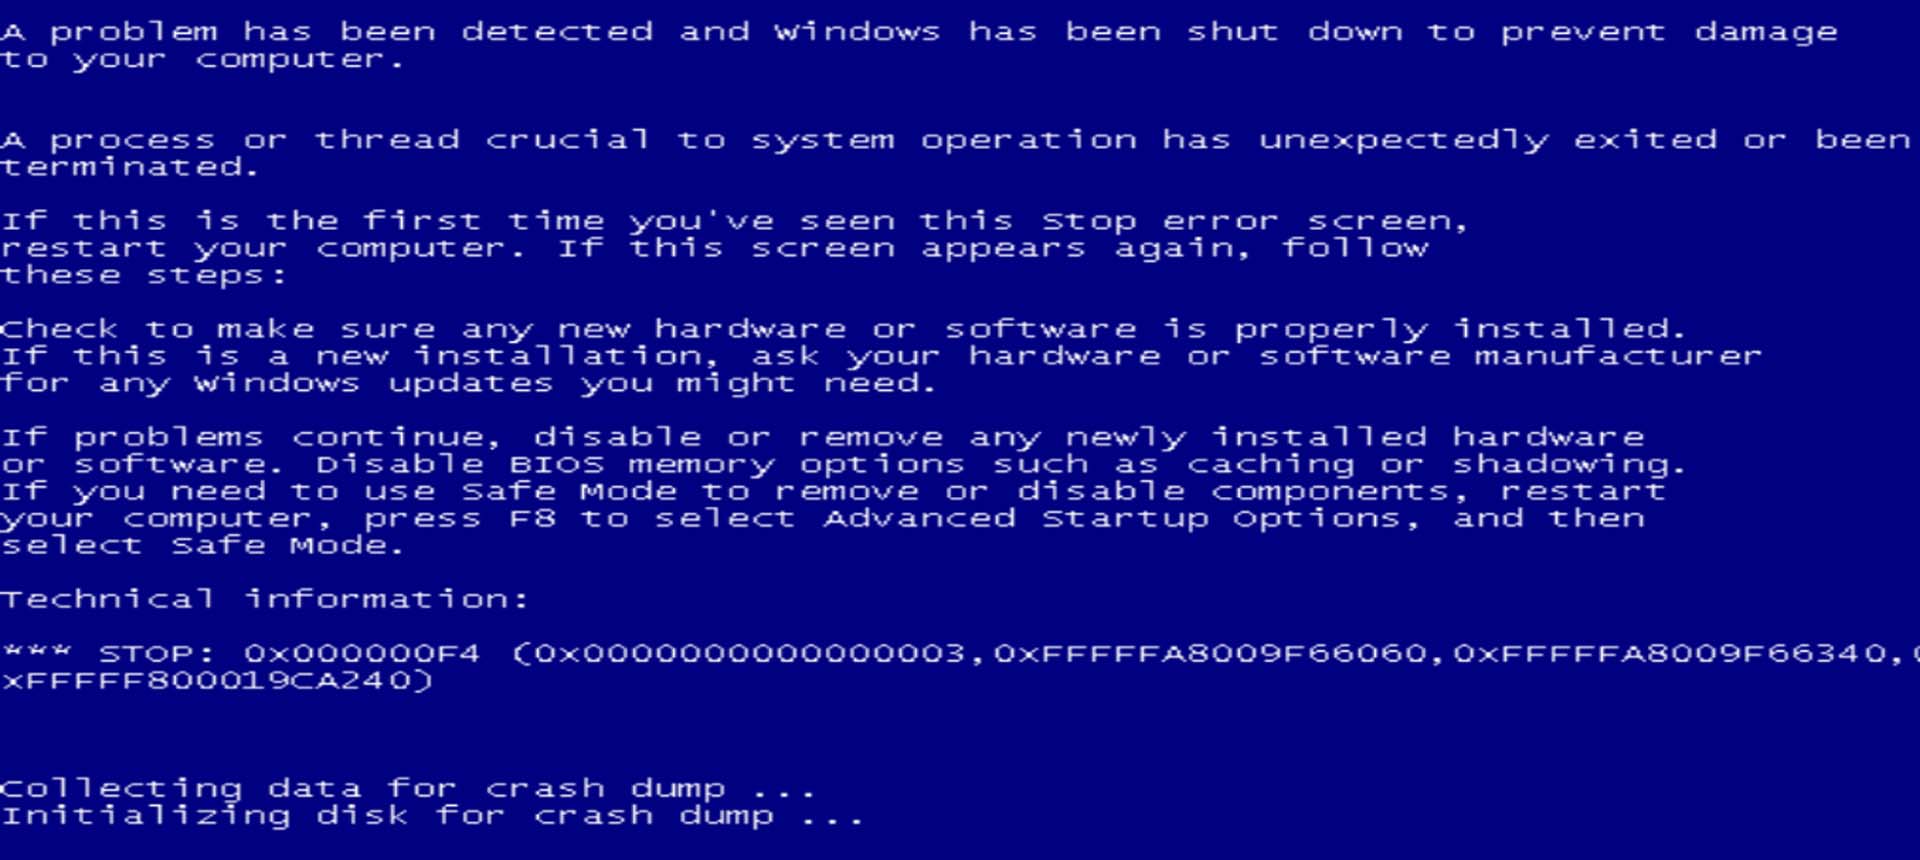 A problem has been detected and Windows has been shut down to prevent damage
to your computer.
A process or thread crucial to system operation has unexpectedly exited or been
terminated.
If this is the first time you've seen this Stop error screen,
restart your computer. If this screen appears again, follow
these steps:
Check to make sure any new hardware or software is properly installed.
If this is a new installation, ask your hardware or software manufacturer
for any Windows updates you might need.
If problems continue, disable or remove any newly installed hardware
or software. Disable BIOS memory options such as caching or shadowing.
If you need to use Safe Mode to remove or disable components, restart
your computer, press F8 to select Advanced Startup Options, and then
select Safe Mode.
Technical information:
*** STOP: 0x000000F4 (0x0000000000000003,0xFFFFFA8009F66060,0xFFFFFA8009F66340,0
xFFFFF800019CA240)
Collecting data for crash dump ...
Initializing disk for crash dump ...